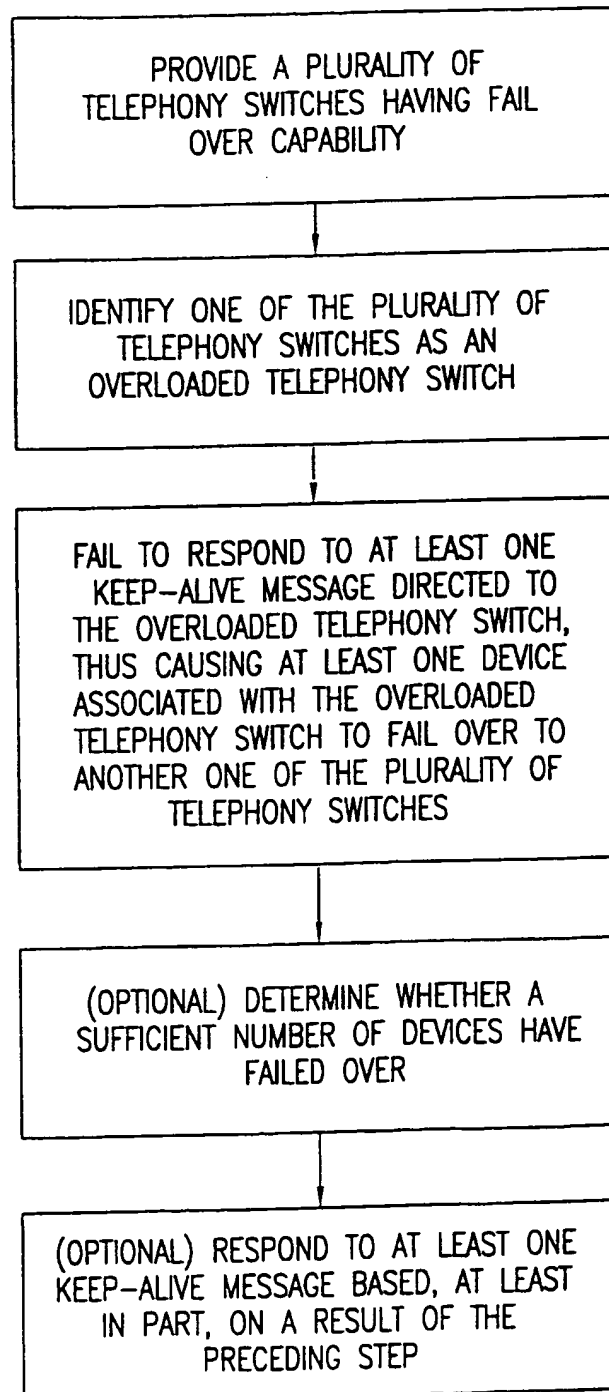 PROVIDE A PLURALITY OF
TELEPHONY SWITCHES HAVING FAIL
OVER CAPABILITY
IDENTIFY ONE OF THE PLURALITY OF
TELEPHONY SWITCHES AS AN
OVERLOADED TELEPHONY SWITCH
FAIL TO RESPOND TO AT LEAST ONE
KEEP-ALIVE MESSAGE DIRECTED TO
THE OVERLOADED TELEPHONY SWITCH,
THUS CAUSING AT LEAST ONE DEVICE
ASSOCIATED WITH THE OVERLOADED
TELEPHONY SWITCH TO FAIL OVER TO
ANOTHER ONE OF THE PLURALITY OF
TELEPHONY SWITCHES
(OPTIONAL) DETERMINE WHETHER A
SUFFICIENT NUMBER OF DEVICES HAVE
FAILED OVER
(OPTIONAL) RESPOND TO AT LEAST ONE
KEEP-ALIVE MESSAGE BASED, AT LEAST
IN PART, ON A RESULT OF THE
PRECEDING STEP